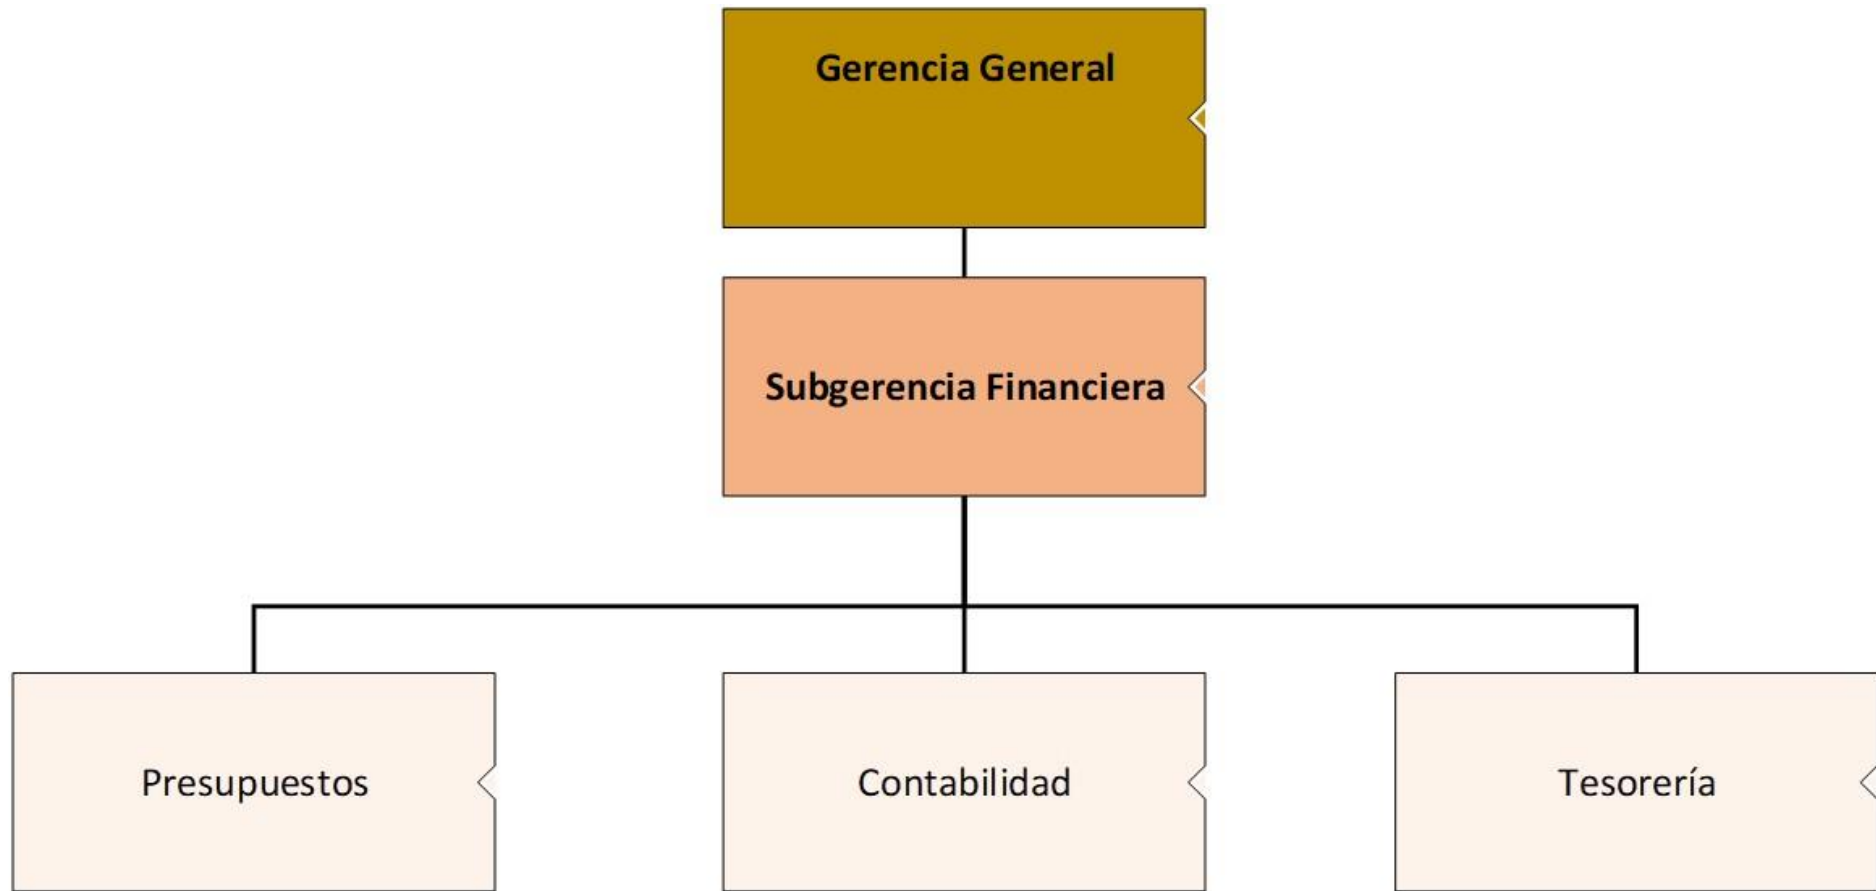 Gerencia General
Subgerencia Financiera
Presupuestos
Contabilidad
Tesorería